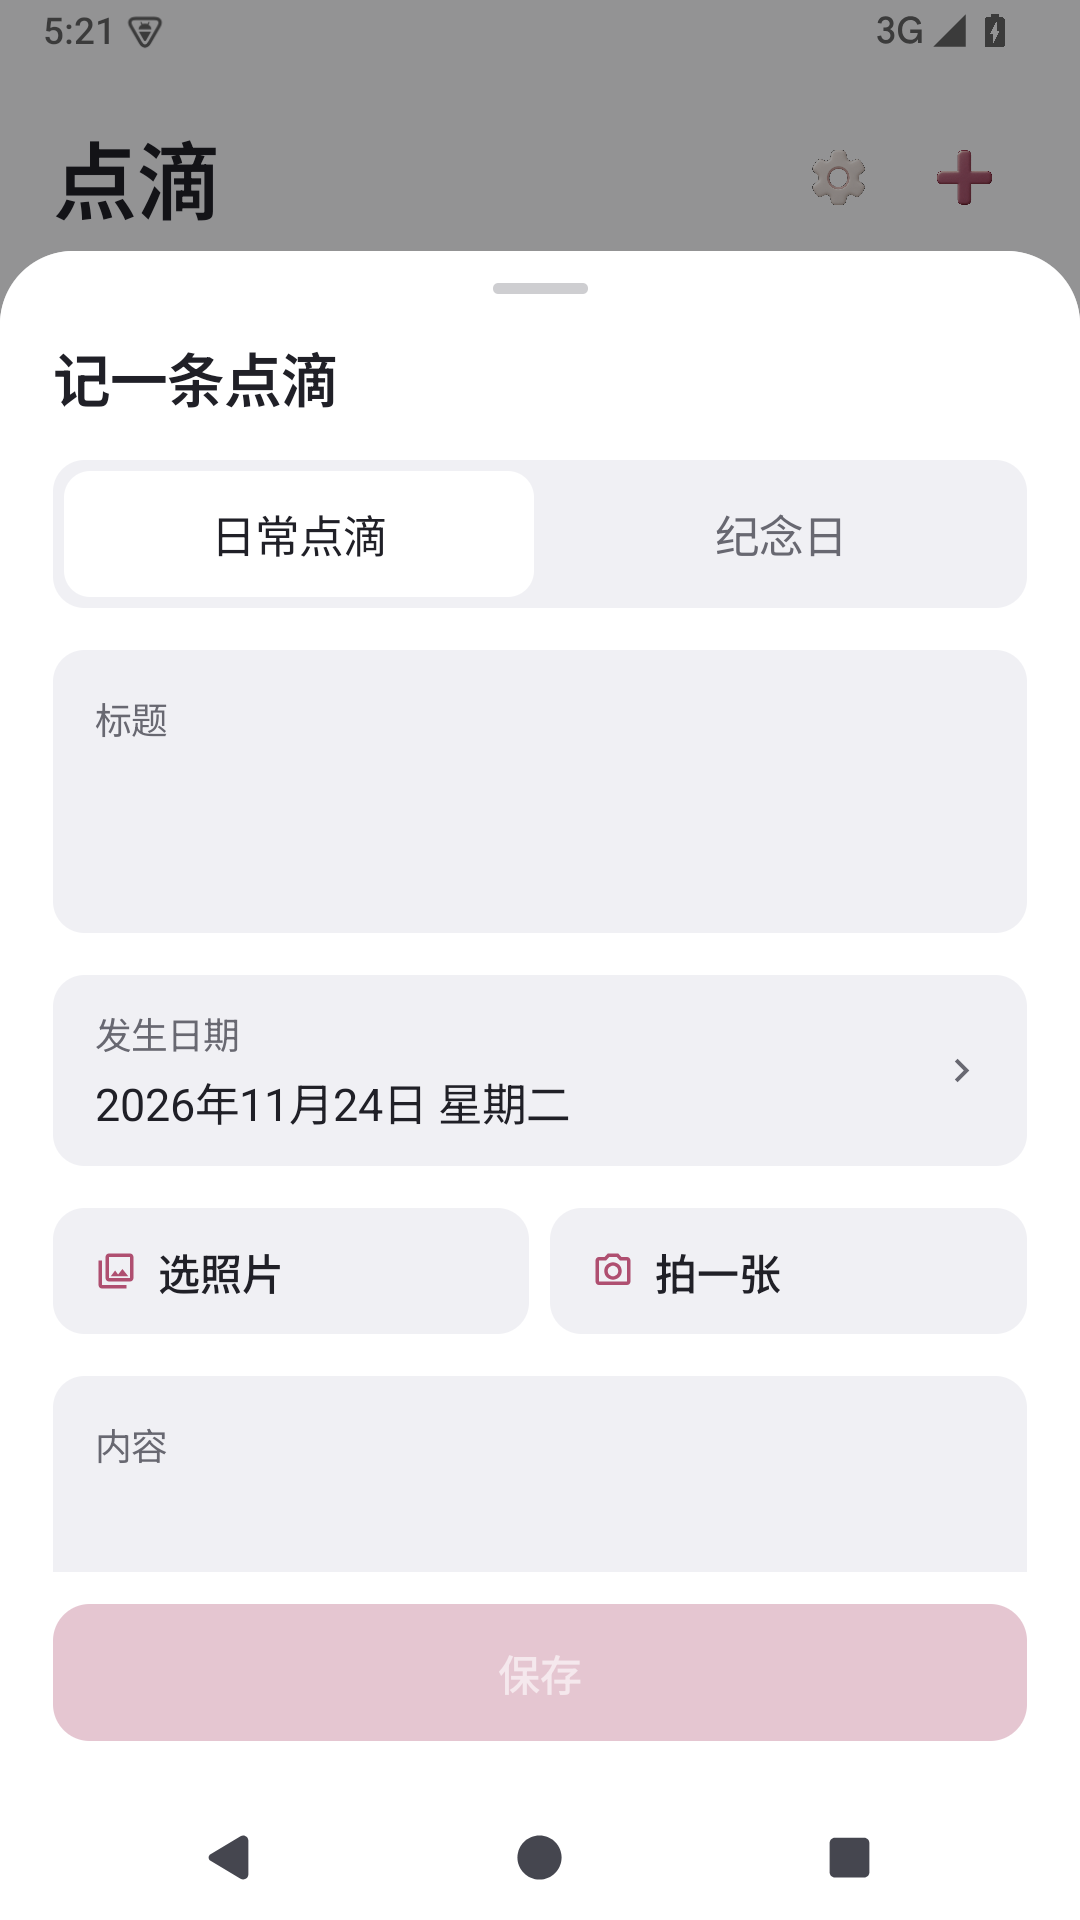 5:21
3G
点滴
记一条点滴
日常点滴
纪念日
标题
发生日期
2026年11月24日 星期二
选照片
拍一张
内容
保存